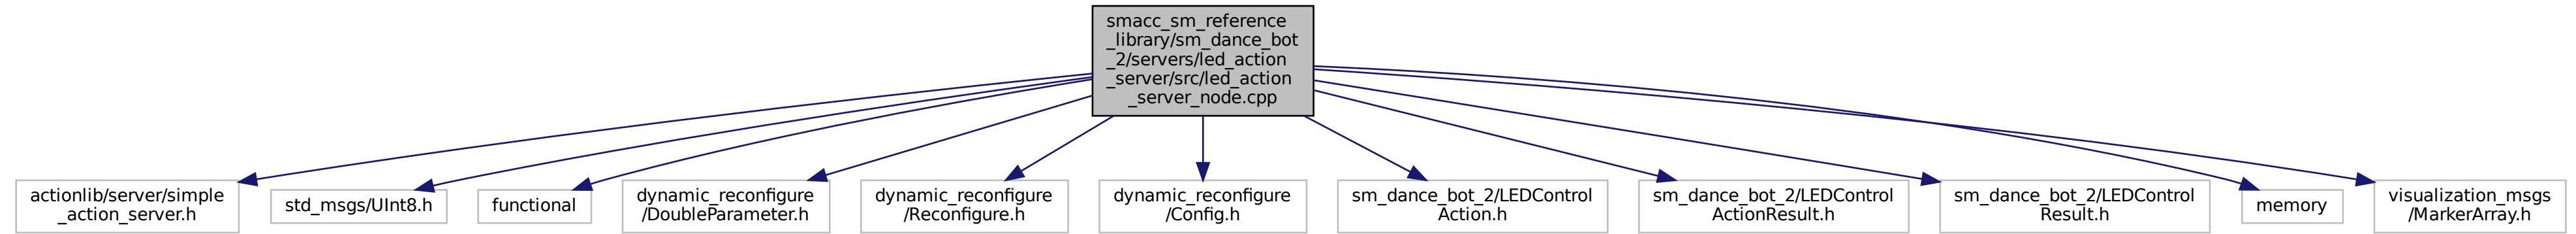 smacc_sm_reference
_library/sm_dance_bot
_2/servers/led_action
_server/src/led_action
_server_node.cpp
actionlib/server/simple
_action_server.h
std_msgs/UInt8.h
functional
dynamic_reconfigure
/DoubleParameter.h
dynamic_reconfigure
/Reconfigure.h
dynamic_reconfigure
/Config.h
sm_dance_bot_2/LEDControl
Action.h
sm_dance_bot_2/LEDControl
ActionResult.h
sm_dance_bot_2/LEDControl
Result.h
memory
visualization_msgs
/MarkerArray.h